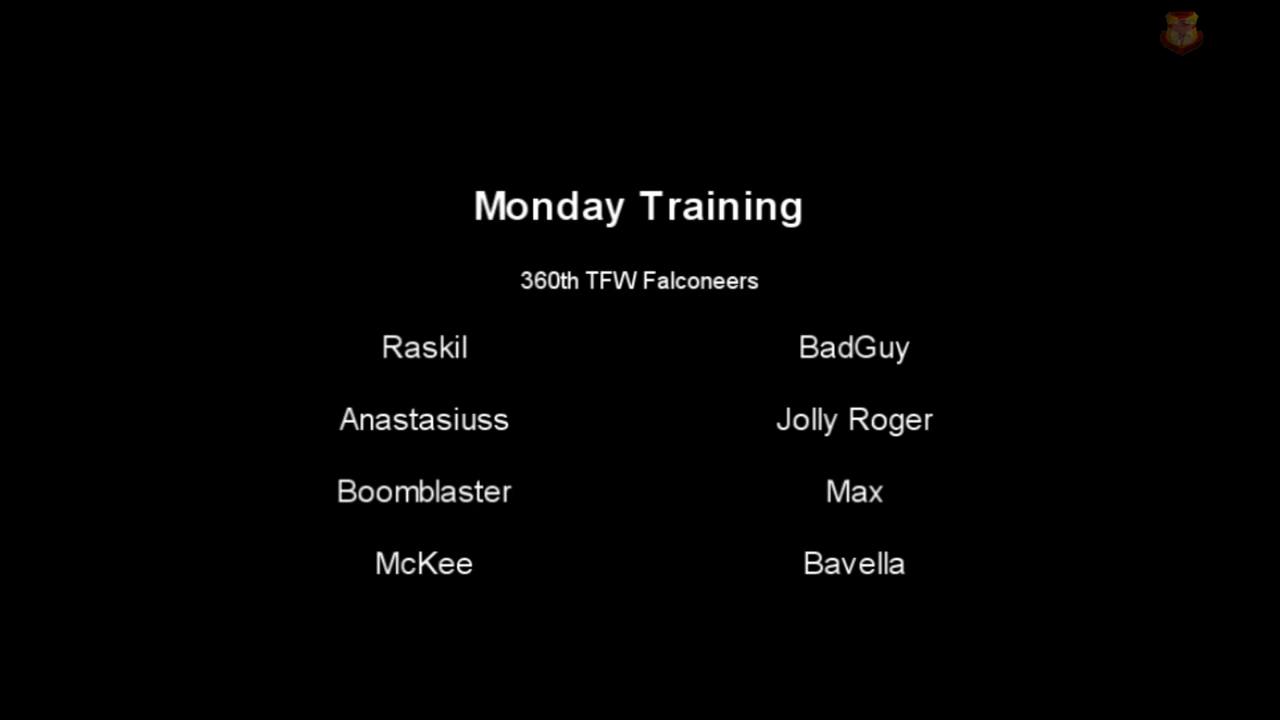 Monday Training
360th TFW Falconeers
Raskil BadGuy
Anastasiuss Jolly Roger
Boomblaster Max
McKee Bavella